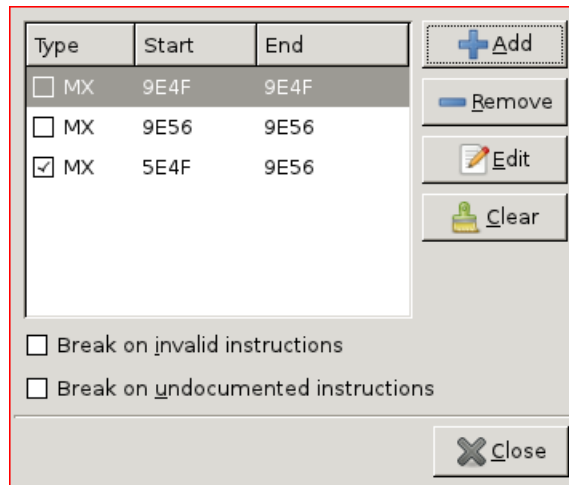 Type Start End
MX 9E4F 9E4F
MX 9E56 9E56
MX 5E4F 9E56
Add
Remove
Edit
Clear
Break on invalid instructions
Break on undocumented instructions
Close